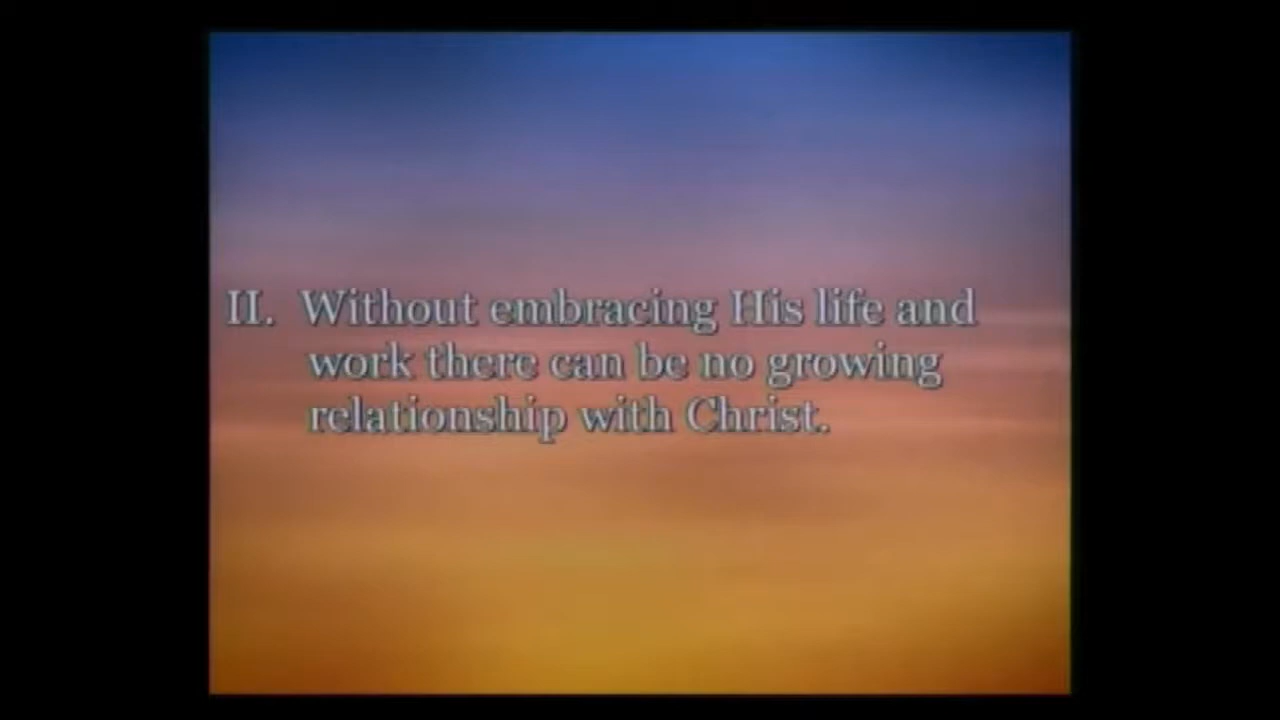 II. Without embracing His life and
work there can be no growing
relationship with Christ.